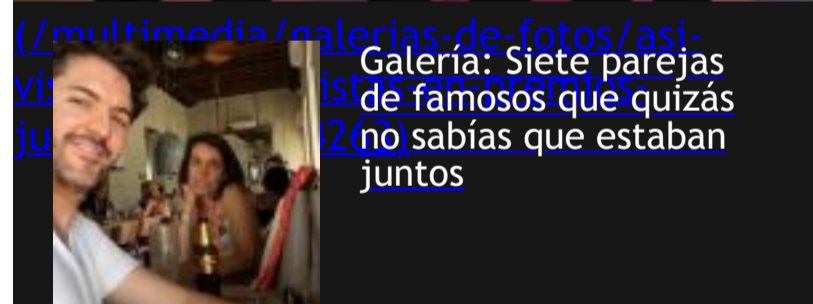 (/multimedia/galerias-de-fotos/asi-
Galería: Siete parejas
de famosos que quizás
no sabías que estaban
juntos